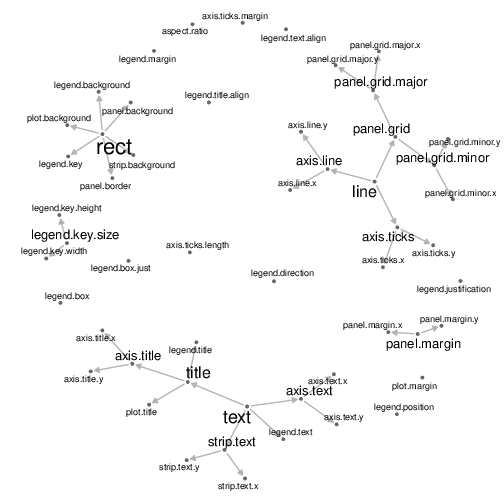 axis.ticks.margin
aspect.ratio
legend.text.align
panel.grid.major.x
legend.margin
panel.grid.major.y
panel.grid.major
legend.background
legend.title.align
panel.background
plot.background
axis.line.y
panel.grid
panel.grid.minor.y
rect
panel.grid.minor
legend.key
strip.background
axis.line
panel.border
axis.line.x
line
panel.grid.minor.x
legend.key.height
legend.key.size
axis.ticks
axis.ticks.length
legend.key.width
axis.ticks.y
axis.ticks.x
legend.box.just
legend.direction
legend.justification
legend.box
panel.margin.x
panel.margin.y
axis.title.x
panel.margin
legend.title
axis.title
title
axis.title.y
axis.text.x
plot.margin
axis.text
plot.title
legend.position
text
axis.text.y
legend.text
strip.text
strip.text.y
strip.text.x